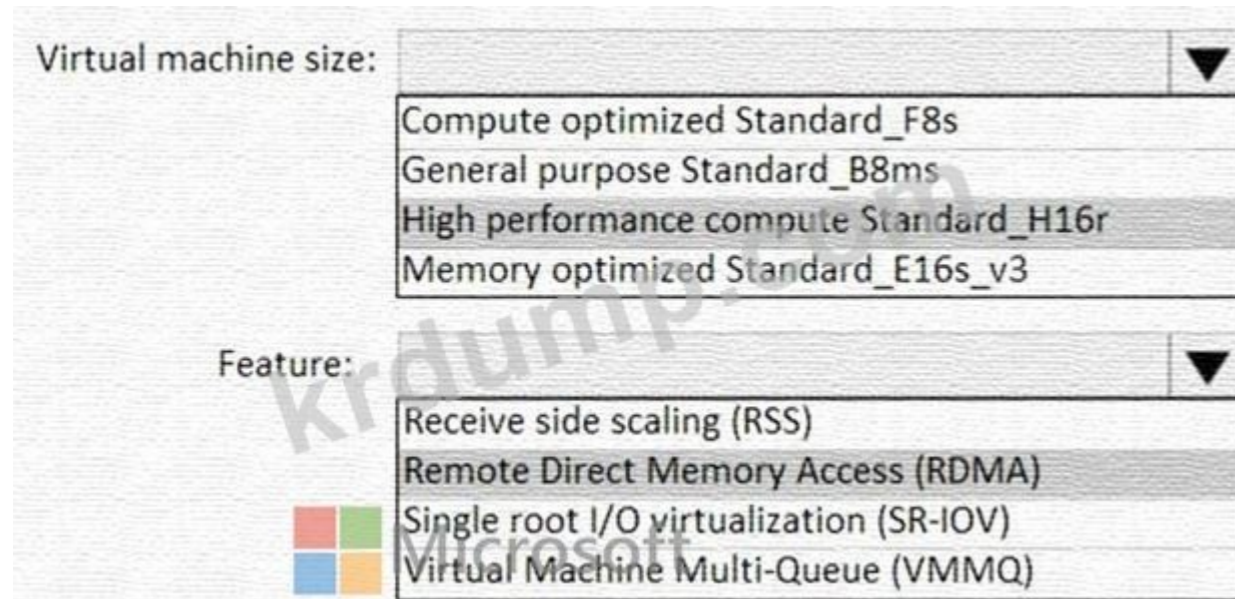 Virtual machine size:
Compute optimized Standard_F8s
General purpose Standard_B8ms
High performance compute Standard_H16r
Memory optimized Standard_E16s_v3
Feature:
Receive side scaling (RSS)
Remote Direct Memory Access (RDMA)
Single root I/O virtualization (SR-IOV)
Virtual Machine Multi-Queue (VMMQ)
krdump.com
Microsoft